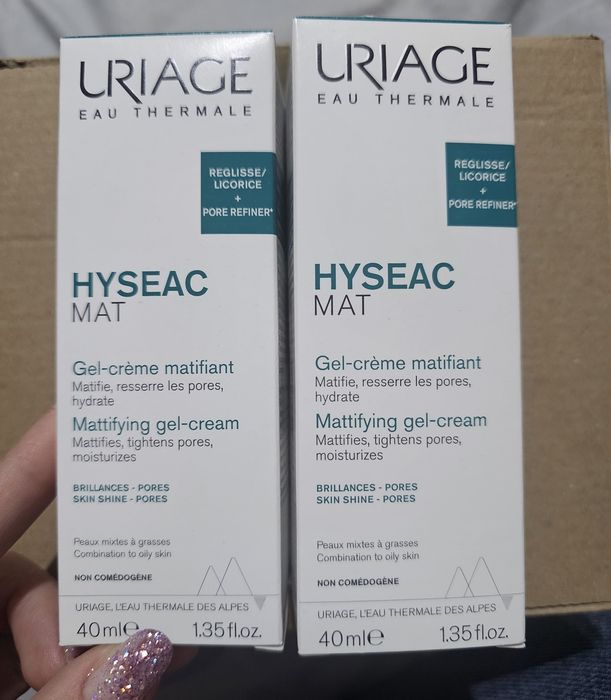 URIAGE
EAU THERMALE
REGLISSE/
LICORICE
+
PORE REFINER*
HYSEAC
MAT
Gel-crème matifiant
Matifie, resserre les pores,
hydrate
Mattifying gel-cream
Mattifies, tightens pores,
moisturizes
BRILLANCES - PORES
SKIN SHINE - PORES
Peaux mixtes à grasses
Combination to oily skin
NON COMÉDOGÈNE
URIAGE, L'EAU THERMALE DES ALPES
40 ml e 1.35 fl.oz.
URIAGE
EAU THERMALE
REGLISSE/
LICORICE
+
PORE REFINER*
HYSEAC
MAT
Gel-crème matifiant
Matifie, resserre les pores,
hydrate
Mattifying gel-cream
Mattifies, tightens pores,
moisturizes
BRILLANCES - PORES
SKIN SHINE - PORES
Peaux mixtes à grasses
Combination to oily skin
NON COMÉDOGÈNE
URIAGE, L'EAU THERMALE DES ALPES
40 ml e 1.35 fl.oz.